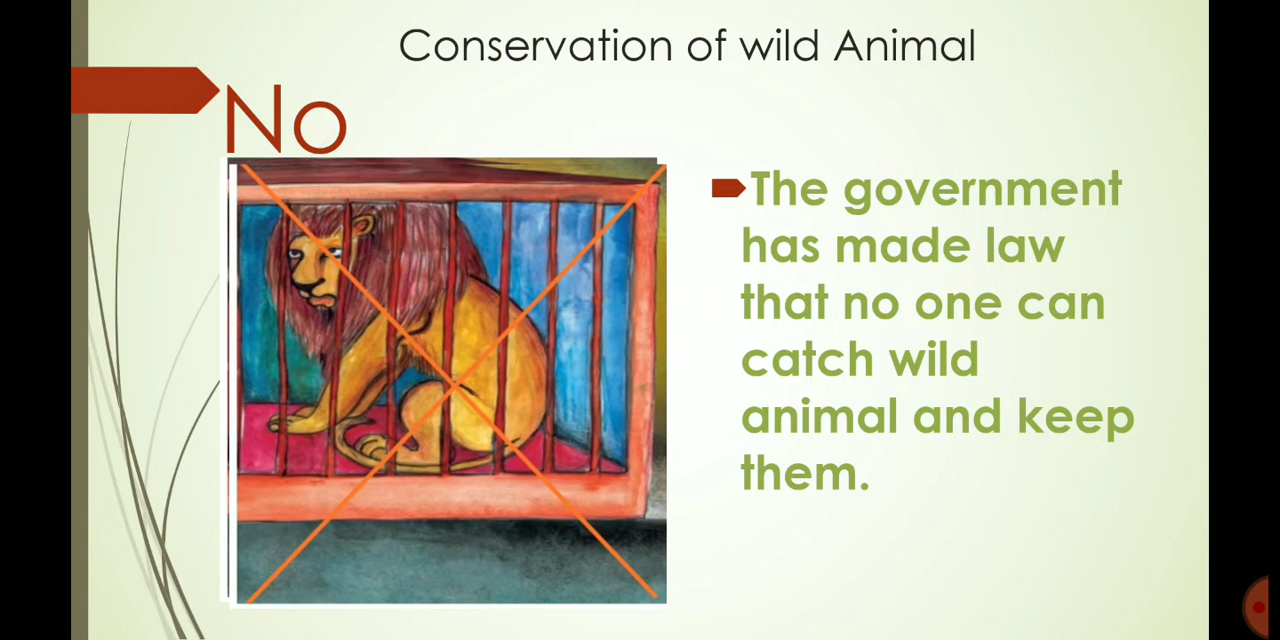 Conservation of wild Animal
No
The government
has made law
that no one can
catch wild
animal and keep
them.